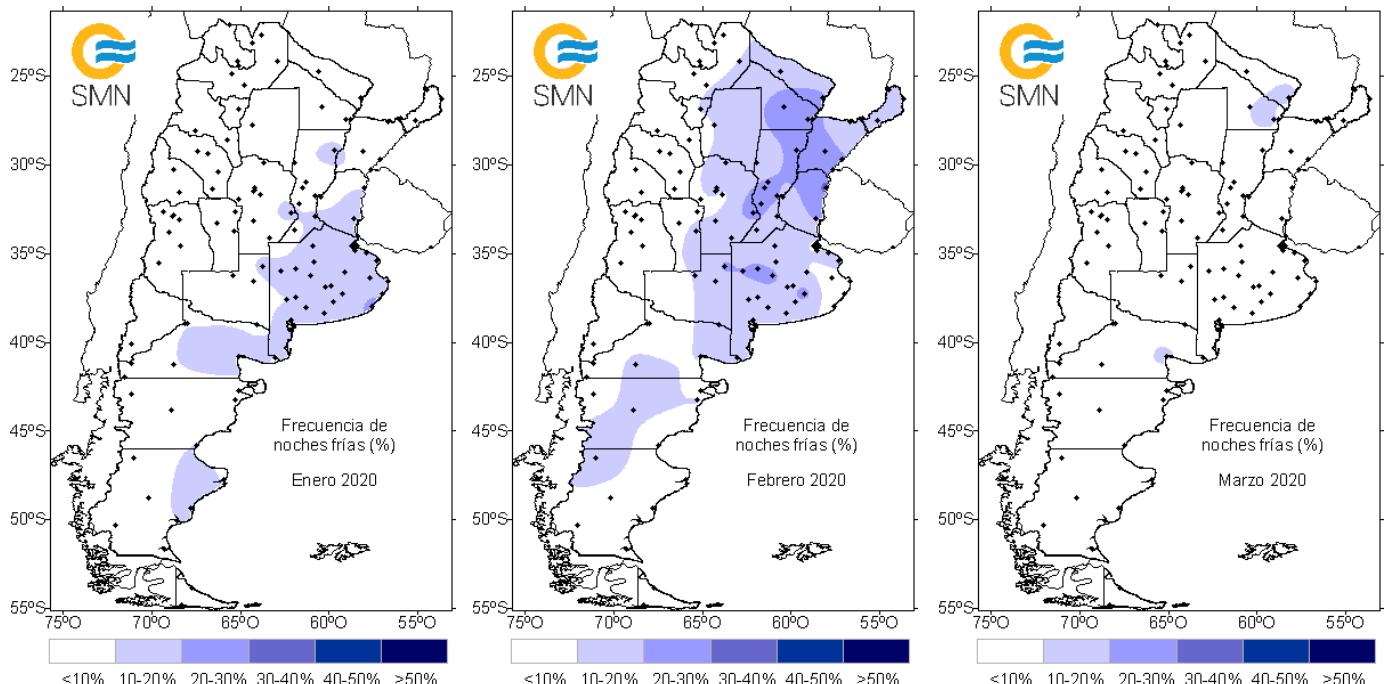 SMN
25ºS
30ºS
35ºS
40ºS
45ºS
50ºS
55ºS
75ºO 70ºO 65ºO 60ºO 55ºO
Frecuencia de
noches frías (%)
Enero 2020
<10% 10-20% 20-30% 30-40% 40-50% >50%
SMN
25ºS
30ºS
35ºS
40ºS
45ºS
50ºS
55ºS
75ºO 70ºO 65ºO 60ºO 55ºO
Frecuencia de
noches frías (%)
Febrero 2020
<10% 10-20% 20-30% 30-40% 40-50% >50%
SMN
25ºS
30ºS
35ºS
40ºS
45ºS
50ºS
55ºS
75ºO 70ºO 65ºO 60ºO 55ºO
Frecuencia de
noches frías (%)
Marzo 2020
<10% 10-20% 20-30% 30-40% 40-50% >50%